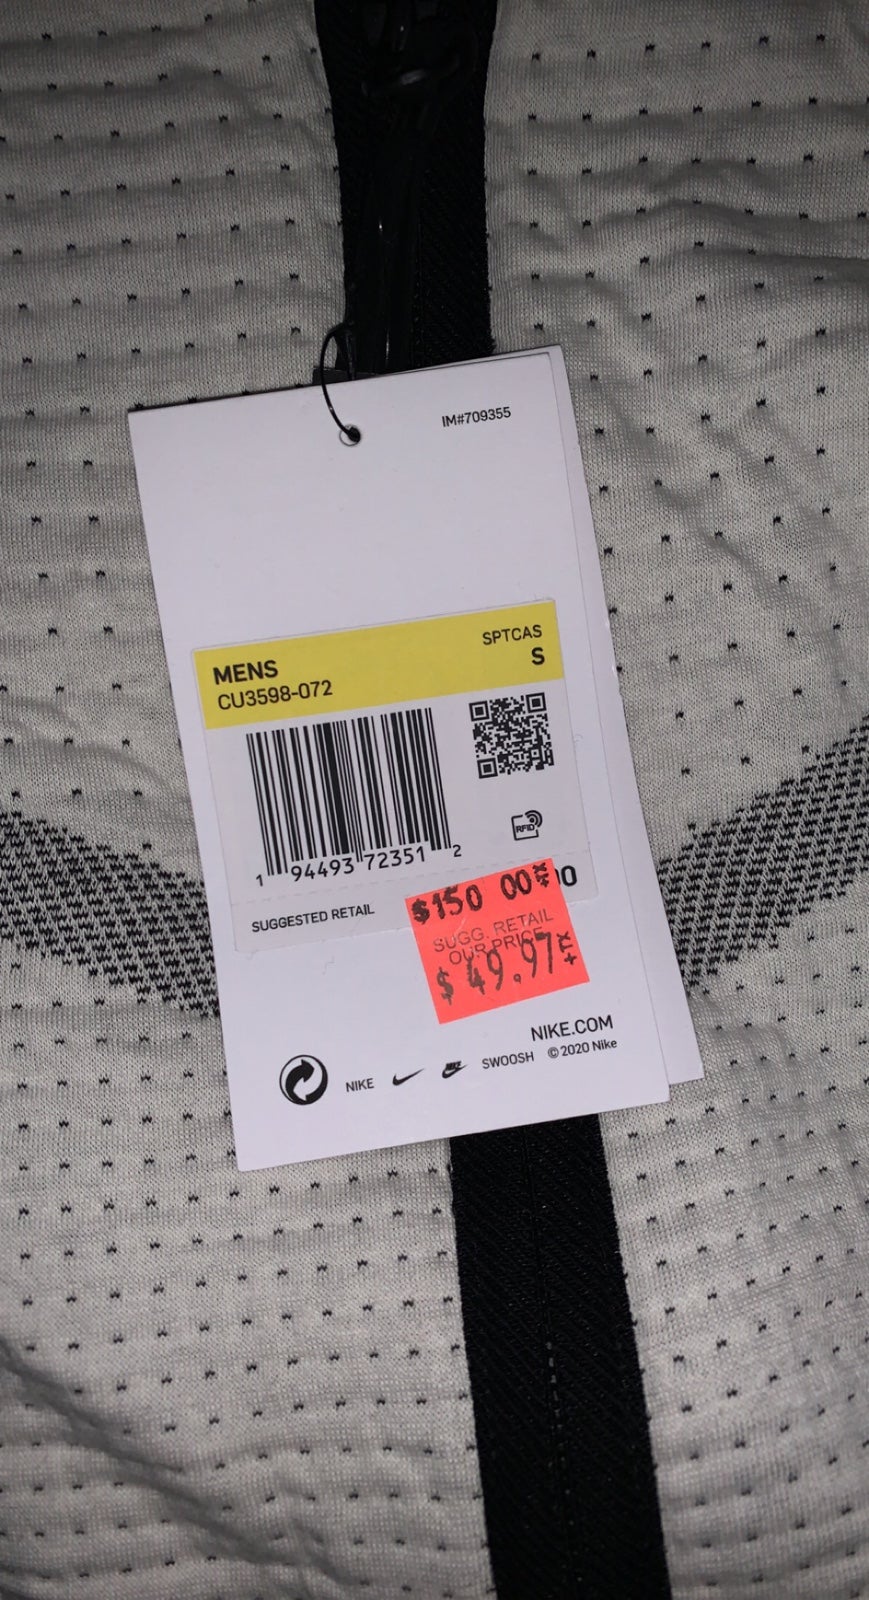 IM#709355
MENS
SPTCAS
CU3598-072
S
RFID
1 94493 72351 2
SUGGESTED RETAIL
$150 00
SUGG. RETAIL
OUR PRICE
$ 49.97
NIKE.COM
NIKE
SWOOSH ©2020 Nike